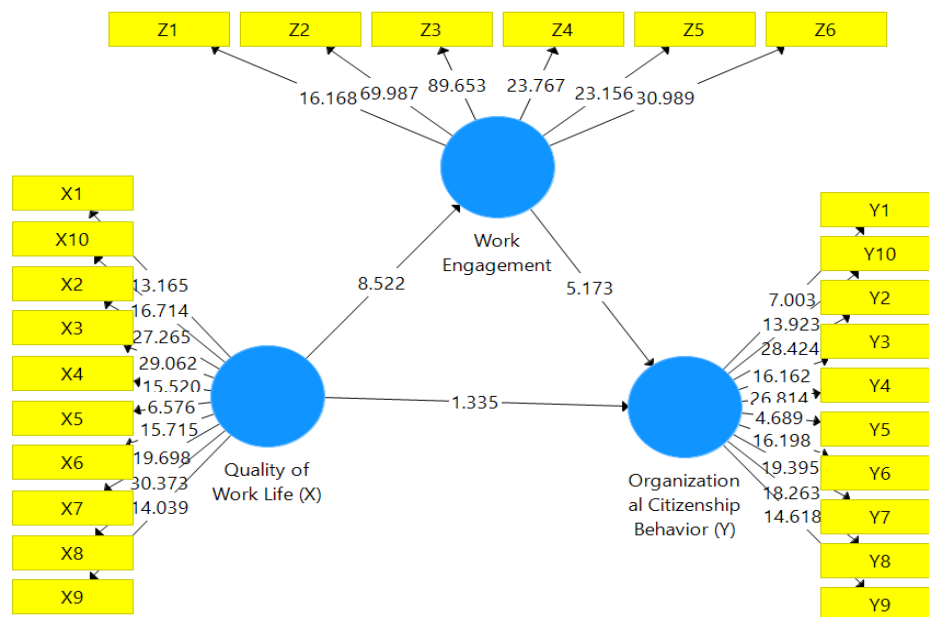 Z1 Z2 Z3 Z4 Z5 Z6
16.168 69.987 89.653 23.767 23.156 30.989
Work
Engagement
8.522
5.173
1.335
X1
X10
X2
X3
X4
X5
X6
X7
X8
X9
13.165
16.714
27.265
29.062
15.520
6.576
15.715
19.698
30.373
14.039
Quality of
Work Life (X)
Y1
Y10
Y2
Y3
Y4
Y5
Y6
Y7
Y8
Y9
7.003
13.923
28.424
16.162
26.814
4.689
16.198
19.395
18.263
14.618
Organization
al Citizenship
Behavior (Y)